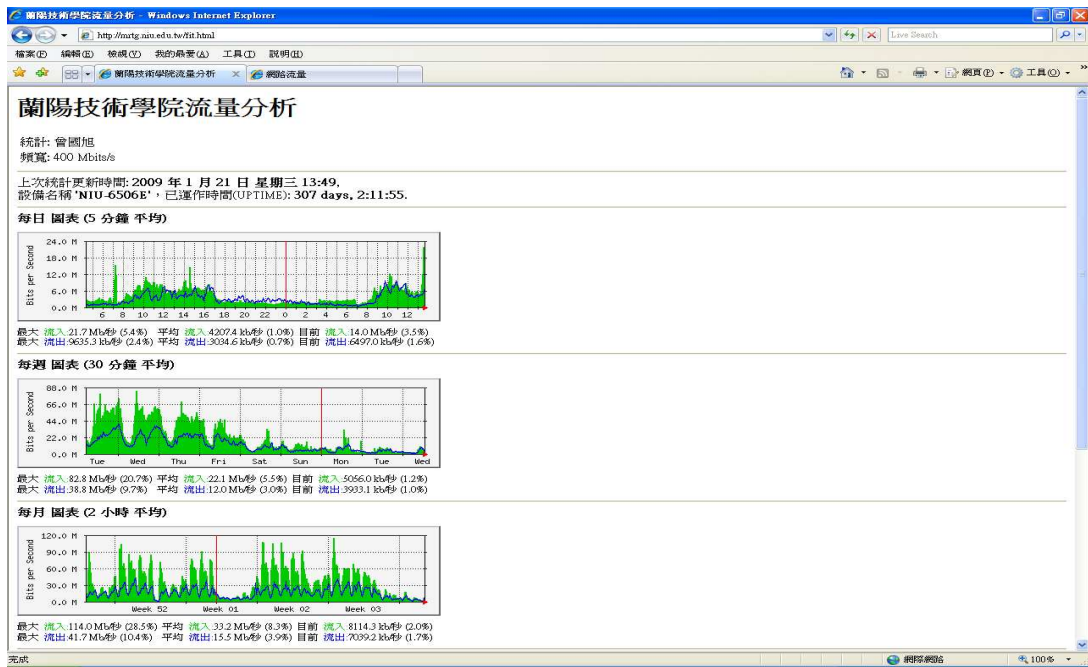 蘭陽技術學院流量分析 - Windows Internet Explorer
http://mrtg.niu.edu.tw/fit.html
Live Search
檔案(F) 編輯(E) 檢視(V) 我的最愛(A) 工具(T) 說明(H)
蘭陽技術學院流量分析 網路流量 網頁(P) 工具(O)
蘭陽技術學院流量分析
統計: 曾國旭
頻寬: 400 Mbits/s
上次統計更新時間: 2009 年 1 月 21 日 星期三 13:49,
設備名稱 'NIU-6506E'，已運作時間(UPTIME): 307 days, 2:11:55.
每日 圖表 (5 分鐘 平均)
Bits per Second
24.0 M
18.0 M
12.0 M
6.0 M
0.0 M
6 8 10 12 14 16 18 20 22 0 2 4 6 8 10 12
最大 流入:21.7 Mb/秒 (5.4%) 平均 流入:4207.4 kb/秒 (1.0%) 目前 流入:14.0 Mb/秒 (3.5%)
最大 流出:9635.3 kb/秒 (2.4%) 平均 流出:3034.6 kb/秒 (0.7%) 目前 流出:6497.0 kb/秒 (1.6%)
每週 圖表 (30 分鐘 平均)
Bits per Second
88.0 M
66.0 M
44.0 M
22.0 M
0.0 M
Tue Wed Thu Fri Sat Sun Mon Tue Wed
最大 流入:82.8 Mb/秒 (20.7%) 平均 流入:22.1 Mb/秒 (5.5%) 目前 流入:5056.0 kb/秒 (1.2%)
最大 流出:38.8 Mb/秒 (9.7%) 平均 流出:12.0 Mb/秒 (3.0%) 目前 流出:3933.1 kb/秒 (1.0%)
每月 圖表 (2 小時 平均)
Bits per Second
120.0 M
90.0 M
60.0 M
30.0 M
0.0 M
Week 52 Week 01 Week 02 Week 03
最大 流入:114.0 Mb/秒 (28.5%) 平均 流入:33.2 Mb/秒 (8.3%) 目前 流入:8114.3 kb/秒 (2.0%)
最大 流出:41.7 Mb/秒 (10.4%) 平均 流出:15.5 Mb/秒 (3.9%) 目前 流出:7039.2 kb/秒 (1.7%)
完成 網際網路 100%